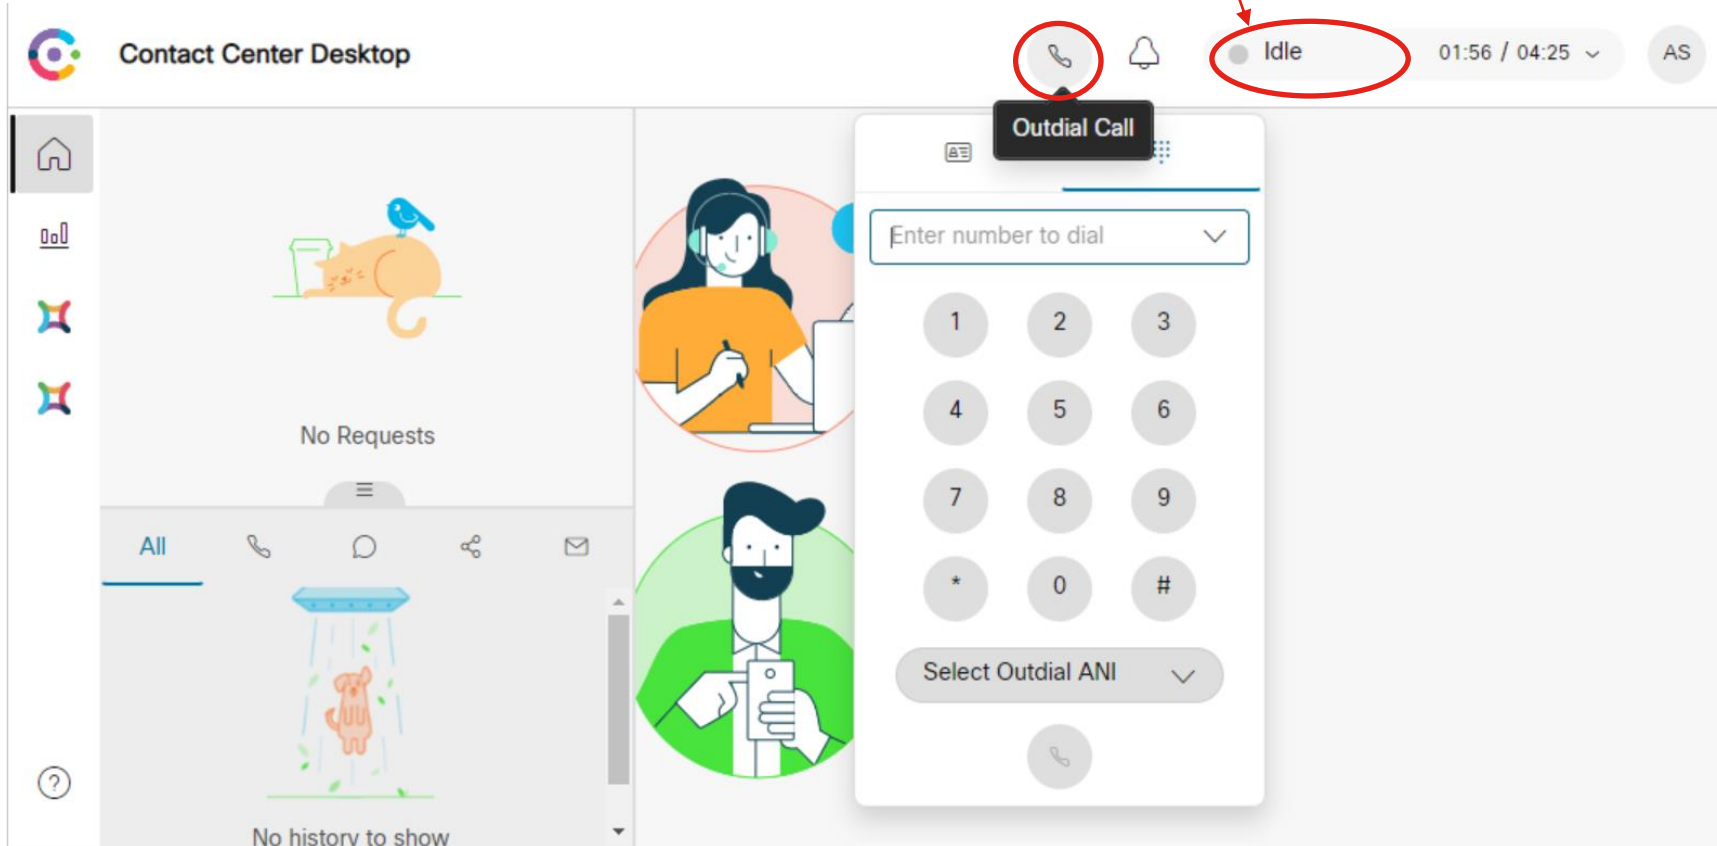 Contact Center Desktop
Idle
01:56 / 04:25
AS
Outdial Call
Enter number to dial
1 2 3
4 5 6
7 8 9
* 0 #
Select Outdial ANI
No Requests
All
No history to show
?